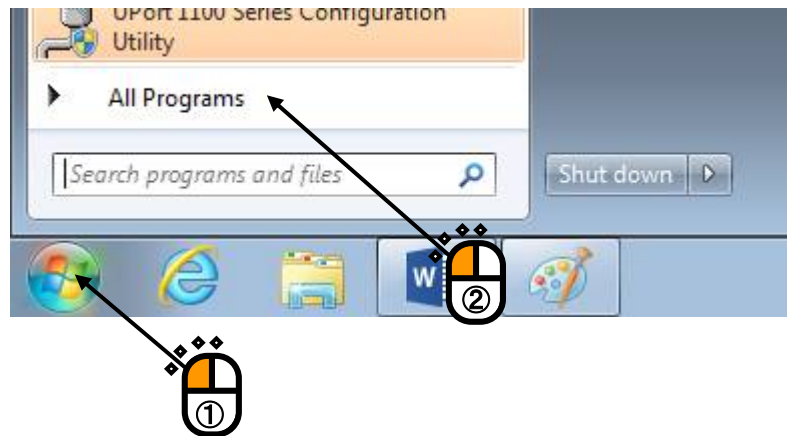 UPort 1100 Series Configuration
Utility
All Programs
Search programs and files
Shut down
W
②
①